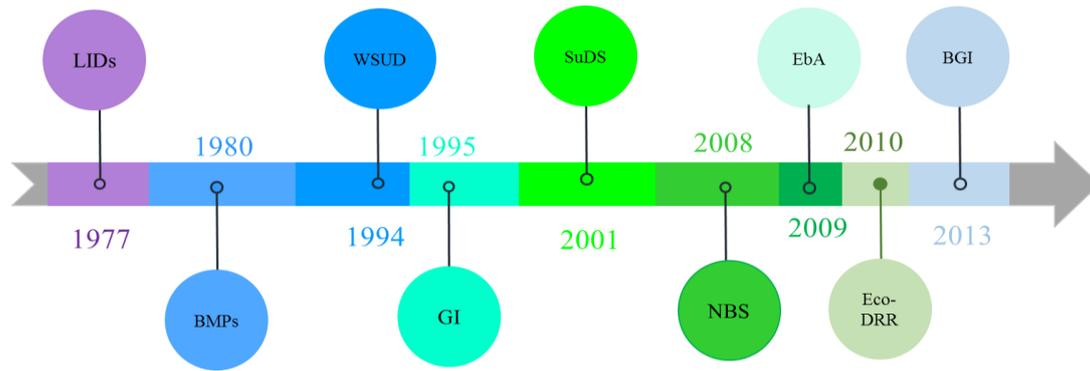 LIDs
WSUD
SuDS
EbA
BGI
1980
1995
2008
2010
1977
1994
2001
2009
2013
BMPs
GI
NBS
Eco-
DRR